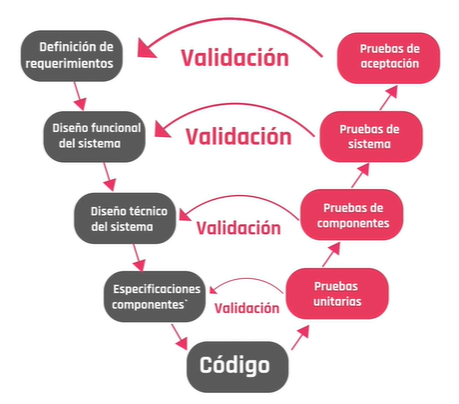 Definición de
requerimientos
Validación
Pruebas de
aceptación
Diseño funcional
del sistema
Validación
Pruebas de
sistema
Diseño técnico
del sistema
Validación
Pruebas de
componentes
Especificaciones
componentes`
Validación
Pruebas
unitarias
Código